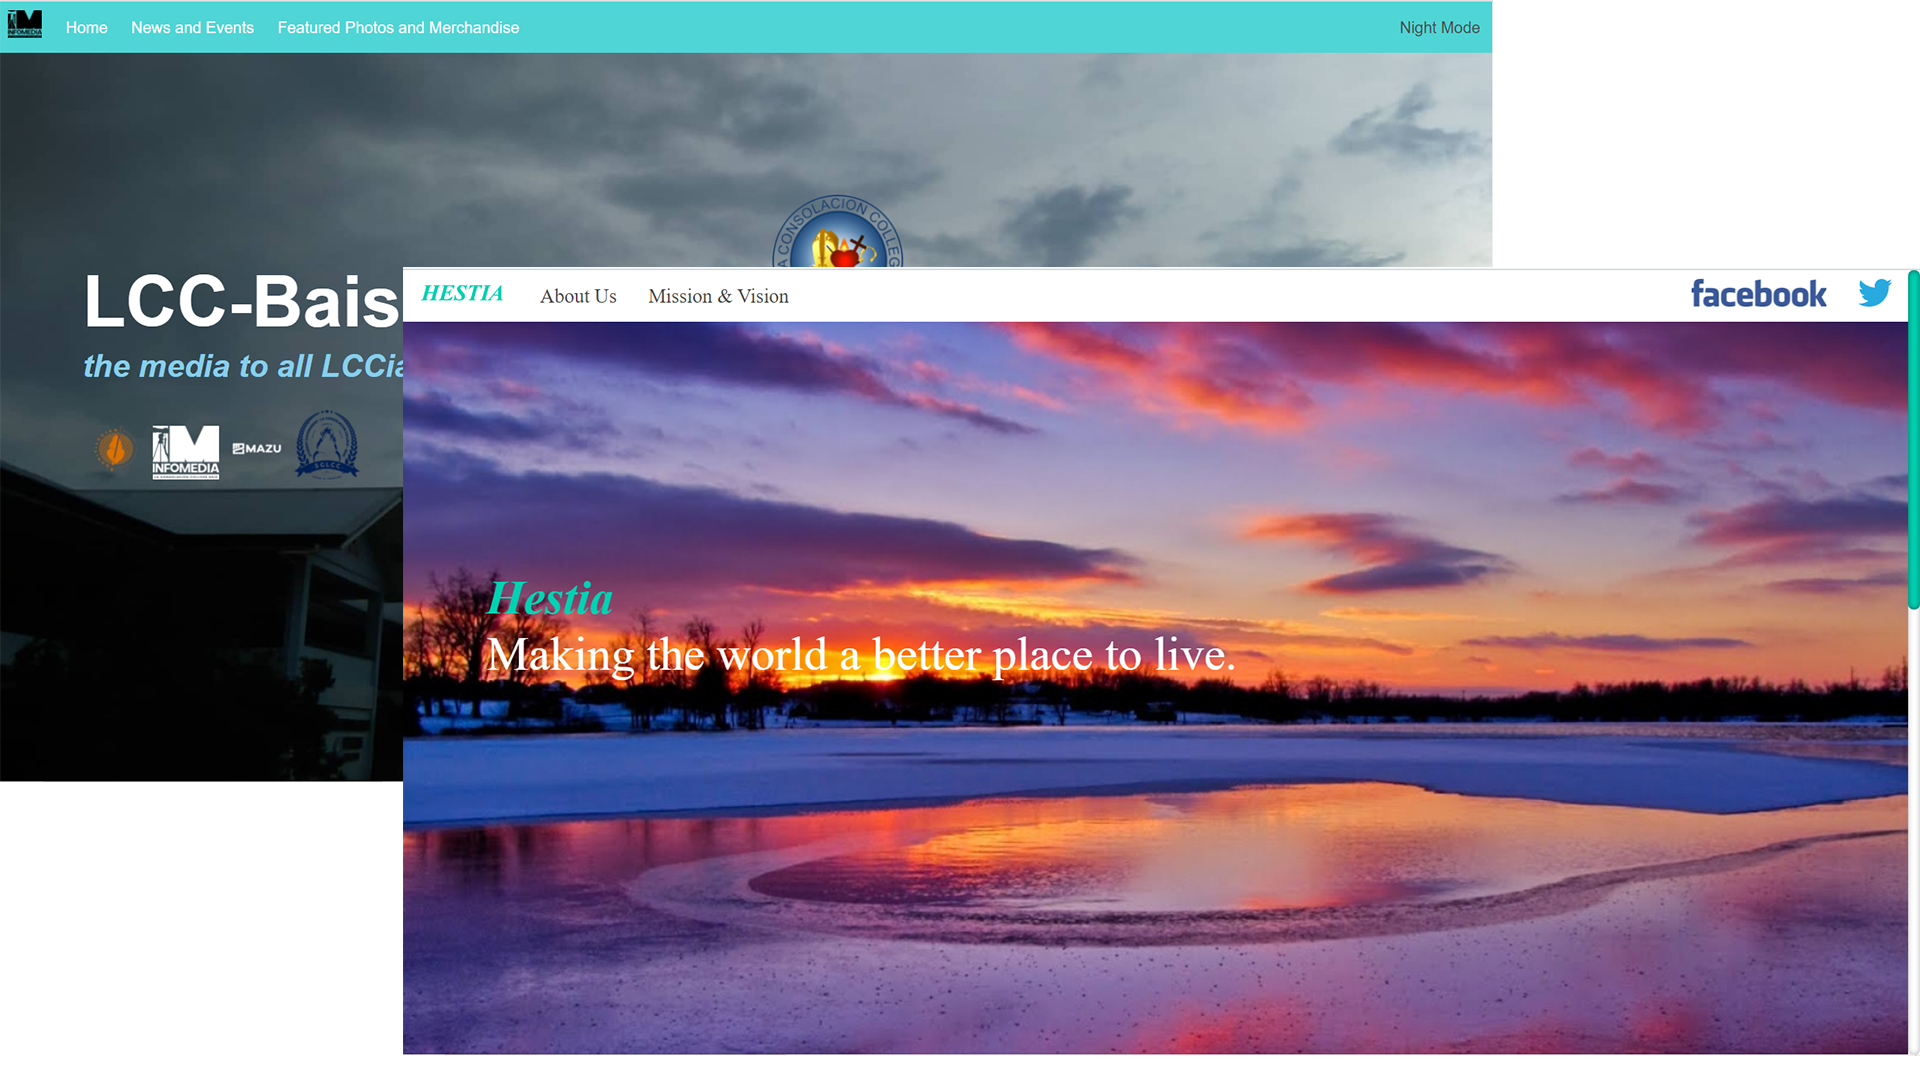 INFOMEDIA
Home News and Events Featured Photos and Merchandise Night Mode
A CONSOLACION COLLEG
LCC-Bais
the media to all LCCia
INFOMEDIA
MAZU
SGLCC
HESTIA About Us Mission & Vision facebook
Hestia
Making the world a better place to live.